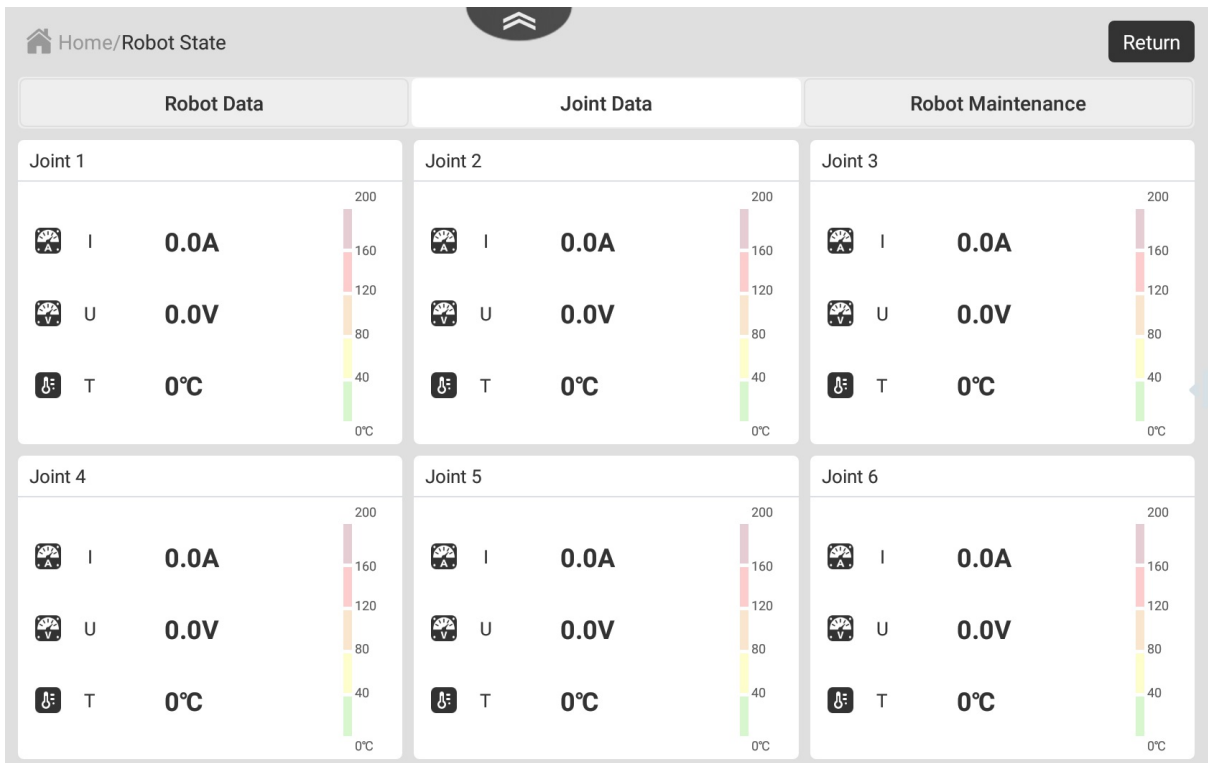 Home/Robot State
Return
Robot Data
Joint Data
Robot Maintenance
Joint 1
200
I 0.0A
160
120
U 0.0V
80
T 0℃
40
0℃
Joint 2
200
I 0.0A
160
120
U 0.0V
80
T 0℃
40
0℃
Joint 3
200
I 0.0A
160
120
U 0.0V
80
T 0℃
40
0℃
Joint 4
200
I 0.0A
160
120
U 0.0V
80
T 0℃
40
0℃
Joint 5
200
I 0.0A
160
120
U 0.0V
80
T 0℃
40
0℃
Joint 6
200
I 0.0A
160
120
U 0.0V
80
T 0℃
40
0℃